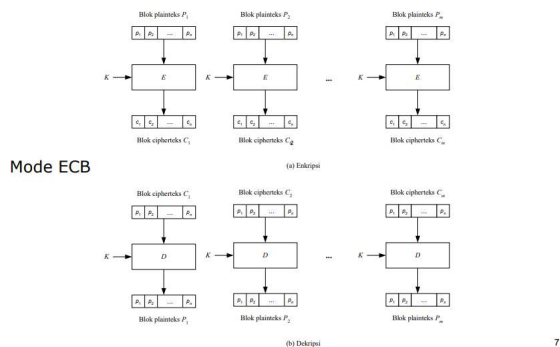 Blok plainteks P1 Blok plainteks P2 Blok plainteks Pm
p1 p2 ... pn p1 p2 ... pn p1 p2 ... pn
K E K E ... K E
c1 c2 ... cn c1 c2 ... cn c1 c2 ... cn
Blok cipherteks C1 Blok cipherteks C2 Blok cipherteks Cm
(a) Enkripsi
Mode ECB
Blok cipherteks C1 Blok cipherteks C2 Blok cipherteks Cm
p1 p2 ... pn p1 p2 ... pn p1 p2 ... pn
K D K D ... K D
p1 p2 ... pn p1 p2 ... pn p1 p2 ... pn
Blok plainteks P1 Blok plainteks P2 Blok plainteks Pm
(b) Dekripsi
7